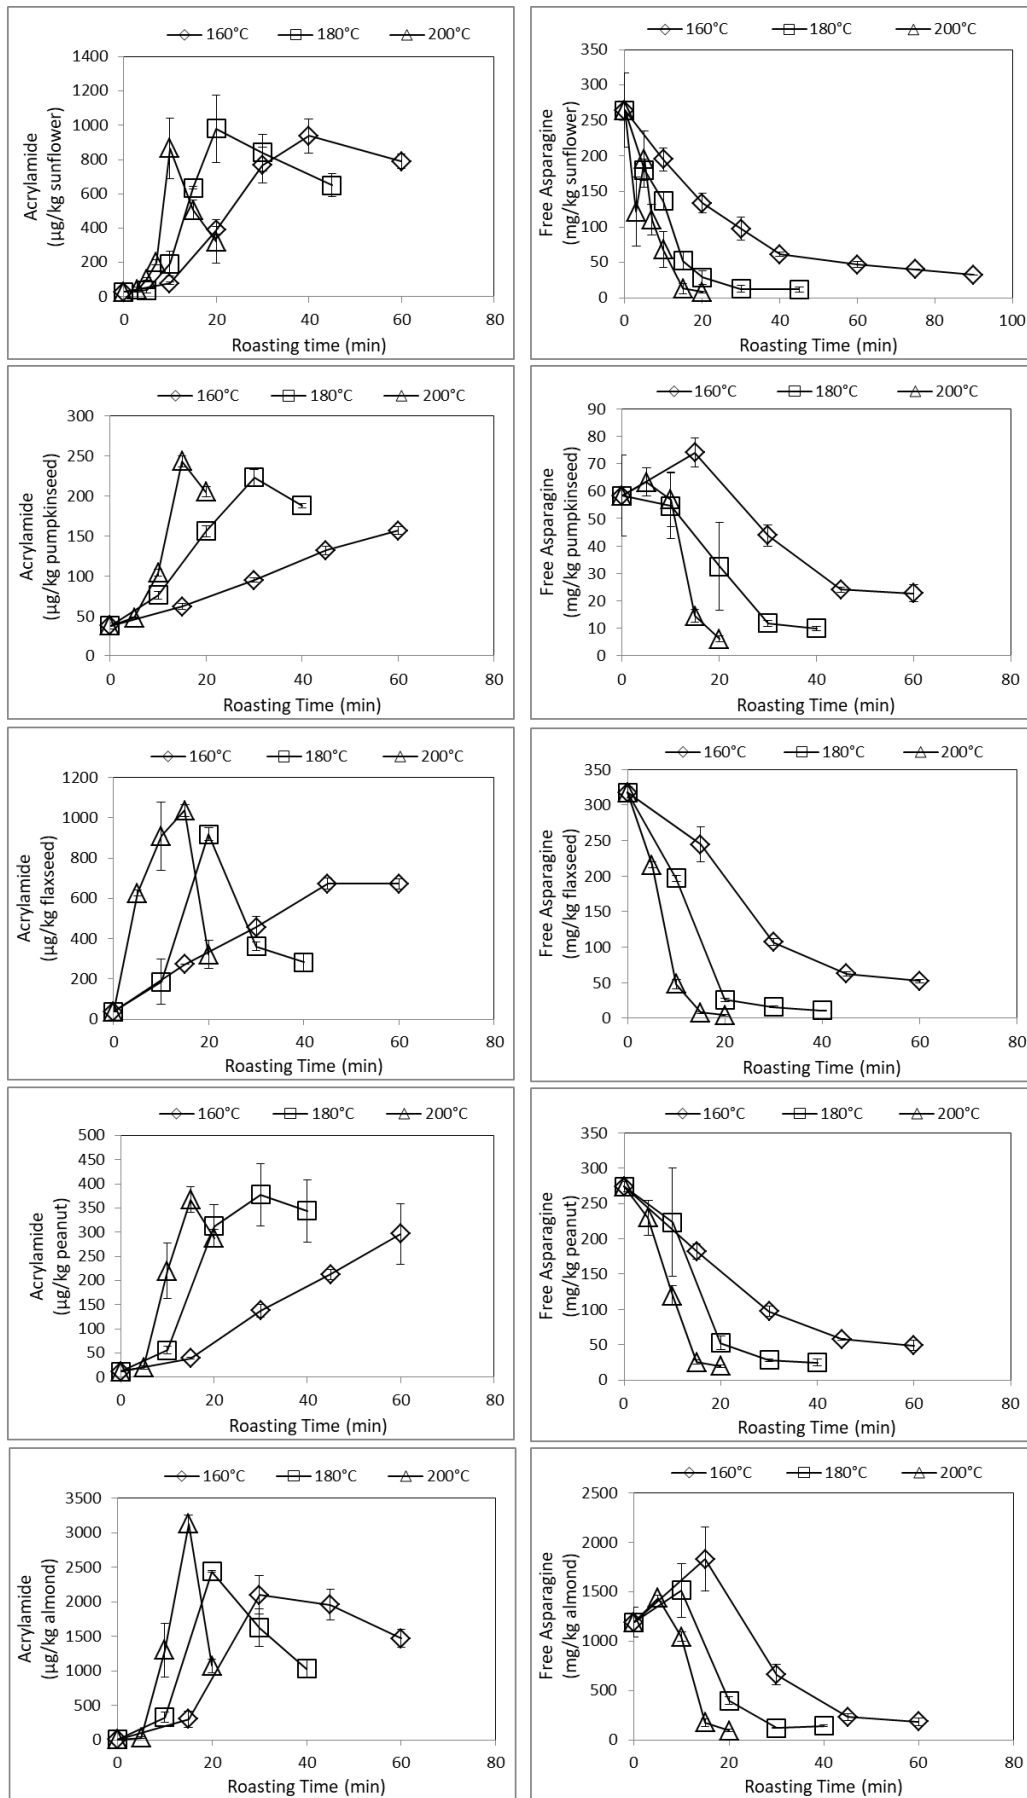 160°C 180°C 200°C
Acrylamide
(µg/kg sunflower)
1400
1200
1000
800
600
400
200
0
0 20 40 60 80
Roasting time (min)
160°C 180°C 200°C
Free Asparagine
(mg/kg sunflower)
350
300
250
200
150
100
50
0
0 20 40 60 80 100
Roasting Time (min)
160°C 180°C 200°C
Acrylamide
(µg/kg pumpkinseed)
300
250
200
150
100
50
0
0 20 40 60 80
Roasting Time (min)
160°C 180°C 200°C
Free Asparagine
(mg/kg pumpkinseed)
90
80
70
60
50
40
30
20
10
0
0 20 40 60 80
Roasting Time (min)
160°C 180°C 200°C
Acrylamide
(µg/kg flaxseed)
1200
1000
800
600
400
200
0
0 20 40 60 80
Roasting Time (min)
160°C 180°C 200°C
Free Asparagine
(mg/kg flaxseed)
350
300
250
200
150
100
50
0
0 20 40 60 80
Roasting Time (min)
160°C 180°C 200°C
Acrylamide
(µg/kg peanut)
500
450
400
350
300
250
200
150
100
50
0
0 20 40 60 80
Roasting Time (min)
160°C 180°C 200°C
Free Asparagine
(mg/kg peanut)
350
300
250
200
150
100
50
0
0 20 40 60 80
Roasting Time (min)
160°C 180°C 200°C
Acrylamide
(µg/kg almond)
3500
3000
2500
2000
1500
1000
500
0
0 20 40 60 80
Roasting Time (min)
160°C 180°C 200°C
Free Asparagine
(mg/kg almond)
2500
2000
1500
1000
500
0
0 20 40 60 80
Roasting Time (min)